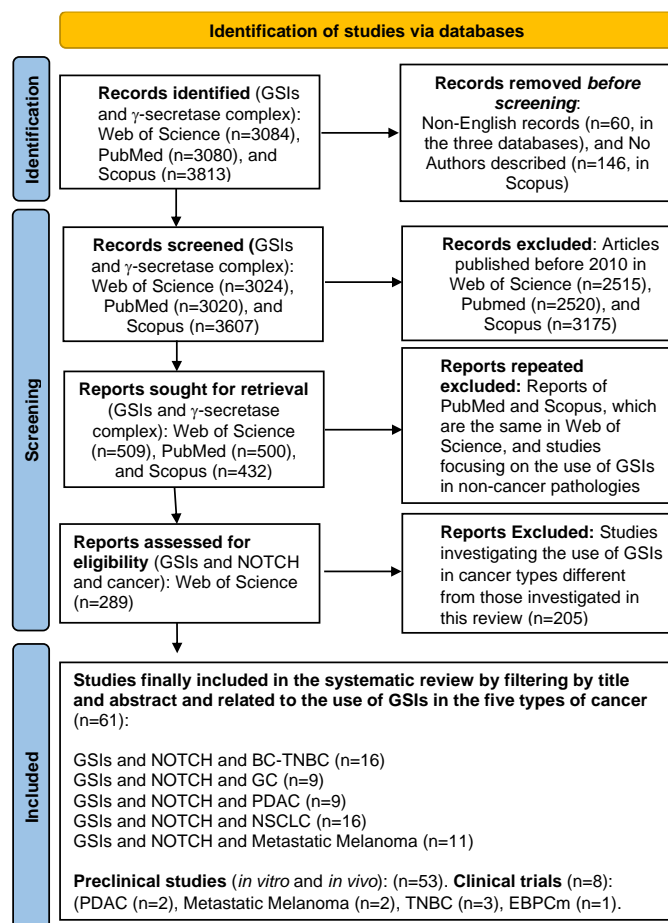 Identification of studies via databases
Identification
Records identified (GSIs
and γ-secretase complex):
Web of Science (n=3084),
PubMed (n=3080), and
Scopus (n=3813)
Records removed before
screening:
Non-English records (n=60, in
the three databases), and No
Authors described (n=146, in
Scopus)
Screening
Records screened (GSIs
and γ-secretase complex):
Web of Science (n=3024),
PubMed (n=3020), and
Scopus (n=3607)
Records excluded: Articles
published before 2010 in
Web of Science (n=2515),
Pubmed (n=2520), and
Scopus (n=3175)
Reports sought for retrieval
(GSIs and γ-secretase
complex): Web of Science
(n=509), PubMed (n=500),
and Scopus (n=432)
Reports repeated
excluded: Reports of
PubMed and Scopus, which
are the same in Web of
Science, and studies
focusing on the use of GSIs
in non-cancer pathologies
Reports assessed for
eligibility (GSIs and NOTCH
and cancer): Web of Science
(n=289)
Reports Excluded: Studies
investigating the use of GSIs
in cancer types different
from those investigated in
this review (n=205)
Included
Studies finally included in the systematic review by filtering by title
and abstract and related to the use of GSIs in the five types of cancer
(n=61):
GSIs and NOTCH and BC-TNBC (n=16)
GSIs and NOTCH and GC (n=9)
GSIs and NOTCH and PDAC (n=9)
GSIs and NOTCH and NSCLC (n=16)
GSIs and NOTCH and Metastatic Melanoma (n=11)
Preclinical studies (in vitro and in vivo): (n=53). Clinical trials (n=8):
(PDAC (n=2), Metastatic Melanoma (n=2), TNBC (n=3), EBPCm (n=1).